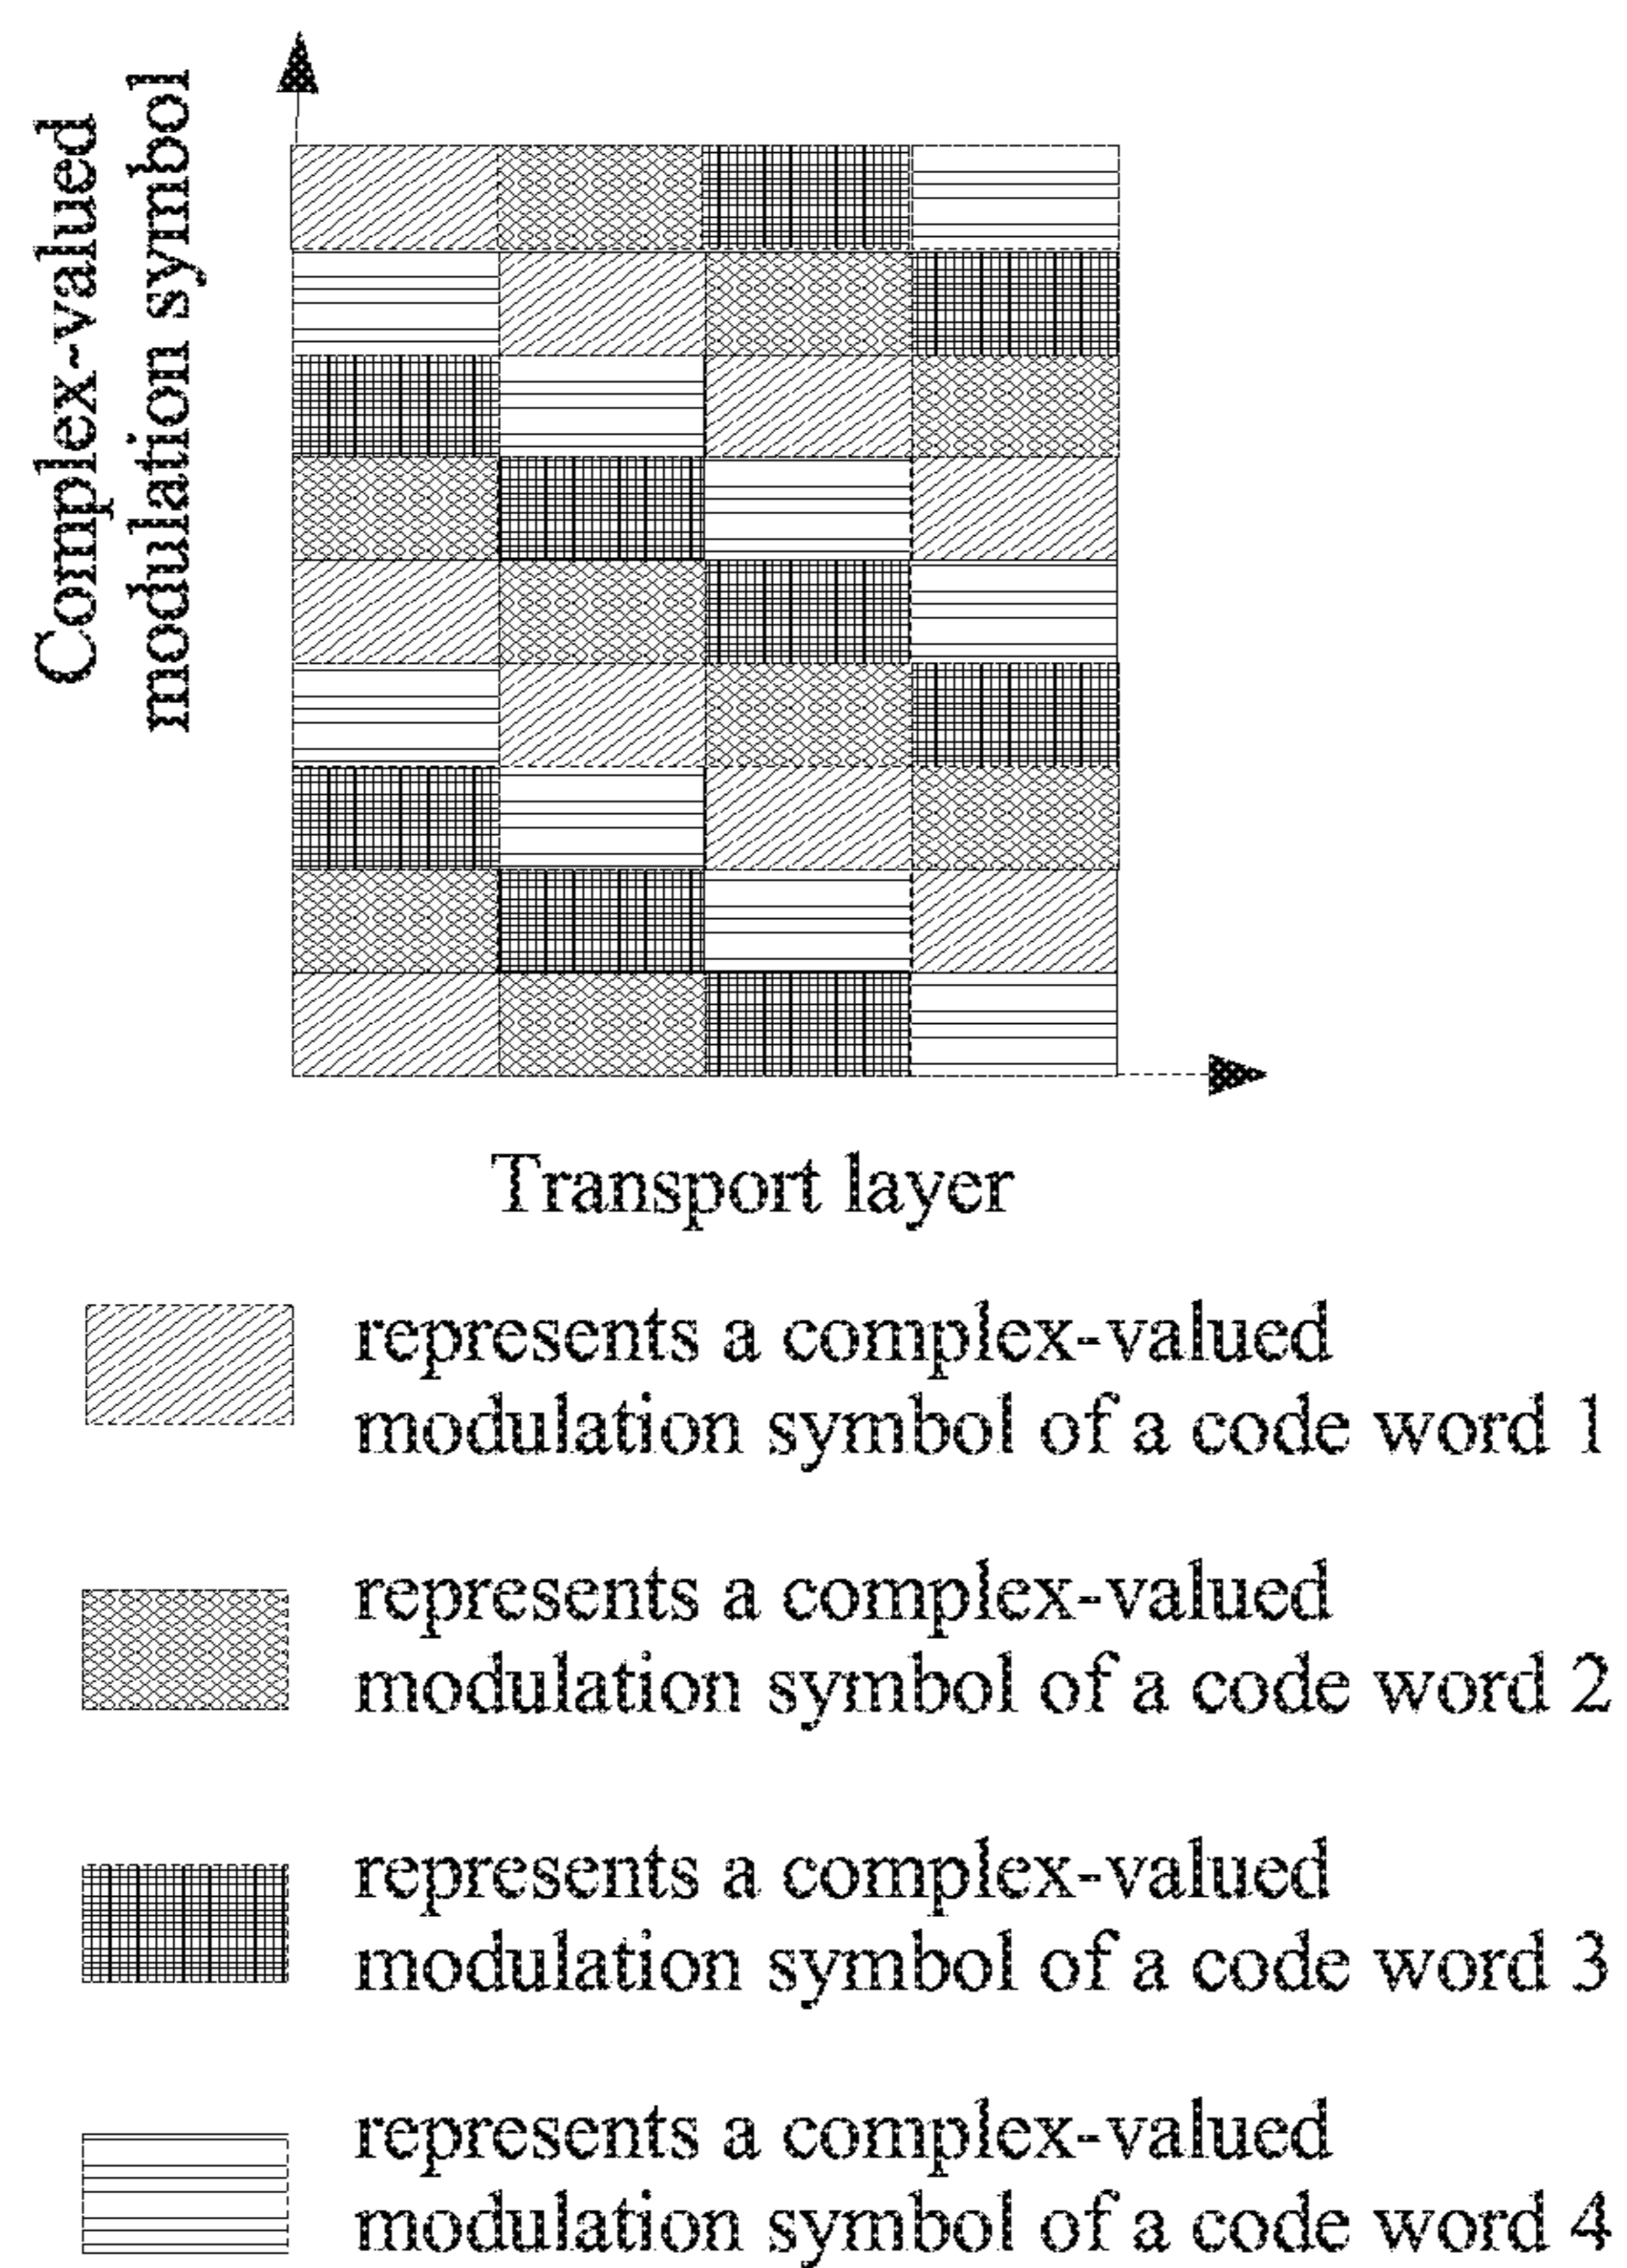 Complex-valued
modulation symbol
Transport layer
represents a complex-valued
modulation symbol of a code word 1
represents a complex-valued
modulation symbol of a code word 2
represents a complex-valued
modulation symbol of a code word 3
represents a complex-valued
modulation symbol of a code word 4